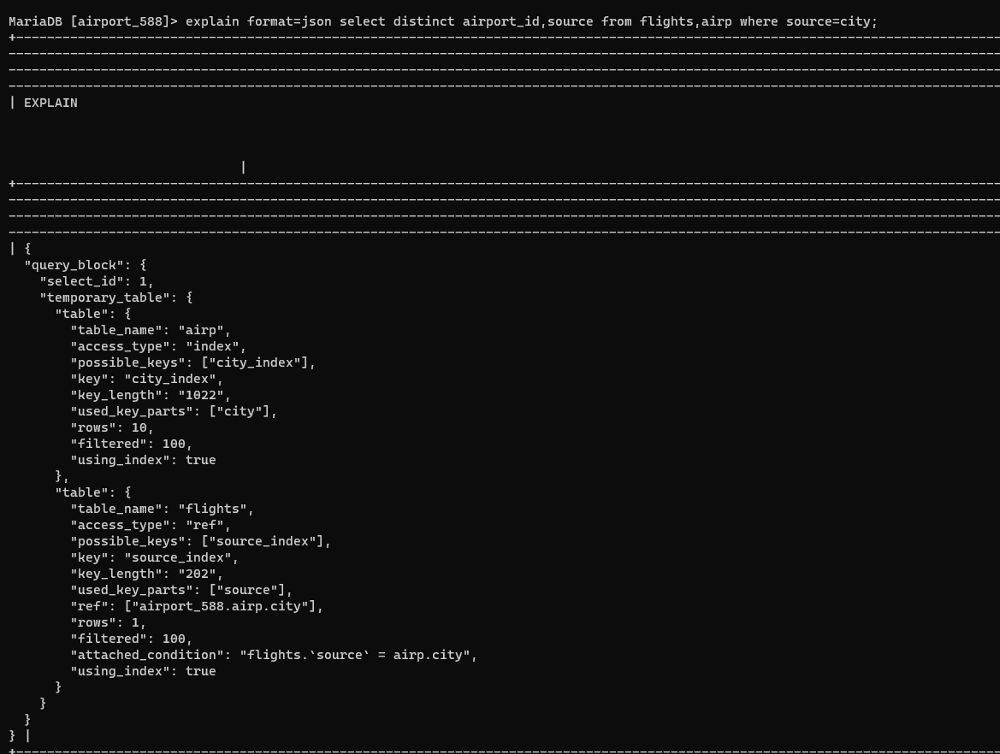 MariaDB [airport_588]> explain format=json select distinct airport_id,source from flights,airp where source=city;
+---------------------------------------------------------------------------------------------------------------------------------
---------------------------------------------------------------------------------------------------------------------------------
---------------------------------------------------------------------------------------------------------------------------------
---------------------------------------------------------------------------------------------------------------------------------
| EXPLAIN
|
+---------------------------------------------------------------------------------------------------------------------------------
---------------------------------------------------------------------------------------------------------------------------------
---------------------------------------------------------------------------------------------------------------------------------
---------------------------------------------------------------------------------------------------------------------------------
| {
  "query_block": {
    "select_id": 1,
    "temporary_table": {
      "table": {
        "table_name": "airp",
        "access_type": "index",
        "possible_keys": ["city_index"],
        "key": "city_index",
        "key_length": "1022",
        "used_key_parts": ["city"],
        "rows": 10,
        "filtered": 100,
        "using_index": true
      },
      "table": {
        "table_name": "flights",
        "access_type": "ref",
        "possible_keys": ["source_index"],
        "key": "source_index",
        "key_length": "202",
        "used_key_parts": ["source"],
        "ref": ["airport_588.airp.city"],
        "rows": 1,
        "filtered": 100,
        "attached_condition": "flights.`source` = airp.city",
        "using_index": true
      }
    }
  }
} |
+---------------------------------------------------------------------------------------------------------------------------------